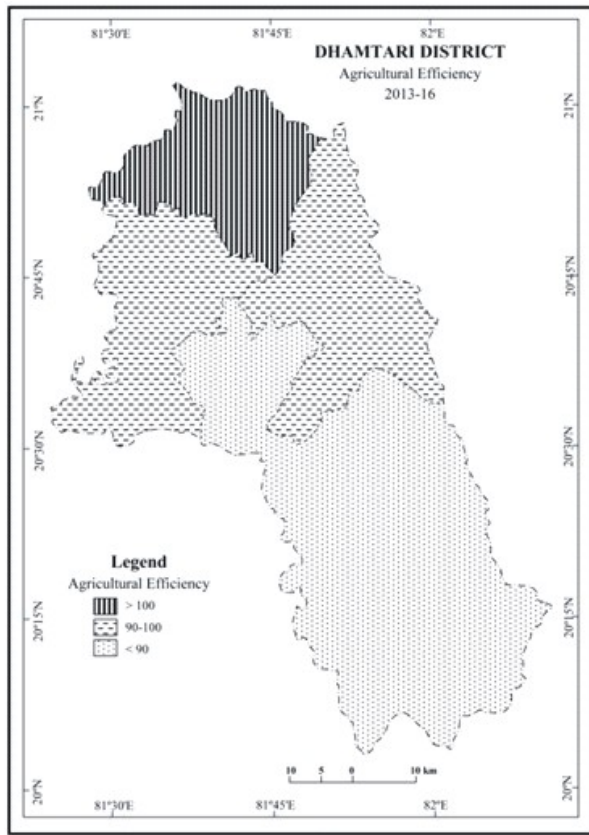 81°30'E 81°45'E 82°E
DHAMTARI DISTRICT
Agricultural Efficiency
2013-16
21°N 21°N
20°45'N 20°45'N
20°30'N 20°30'N
Legend
Agricultural Efficiency
> 100
90-100
< 90
20°15'N 20°15'N
10 5 0 10 km
20°N 20°N
81°30'E 81°45'E 82°E